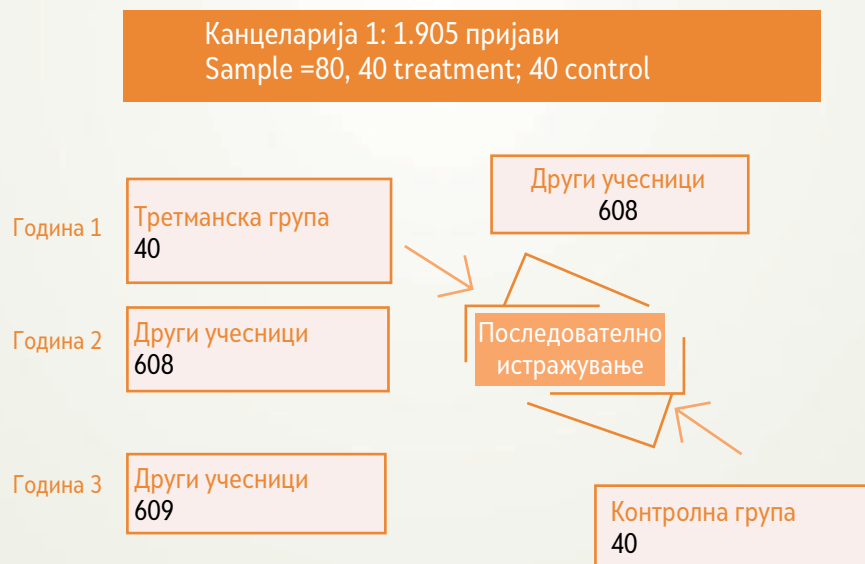 Канцеларија 1: 1.905 пријави
Sample =80, 40 treatment; 40 control
Други учесници
608
Година 1
Третманска група
40
Година 2
Други учесници
608
Последователно
истражување
Година 3
Други учесници
609
Контролна група
40